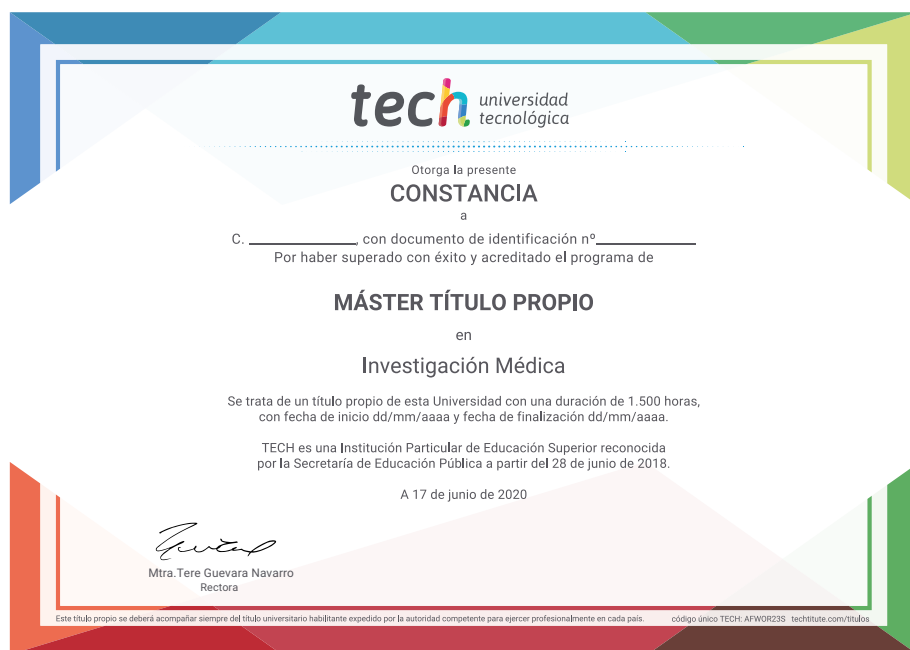 tech universidad
tecnológica
Otorga la presente
CONSTANCIA
a
C. ____________, con documento de identificación nº___________
Por haber superado con éxito y acreditado el programa de
MÁSTER TÍTULO PROPIO
en
Investigación Médica
Se trata de un título propio de esta Universidad con una duración de 1.500 horas,
con fecha de inicio dd/mm/aaaa y fecha de finalización dd/mm/aaaa.
TECH es una Institución Particular de Educación Superior reconocida
por la Secretaría de Educación Pública a partir del 28 de junio de 2018.
A 17 de junio de 2020
Mtra.Tere Guevara Navarro
Rectora
Este título propio se deberá acompañar siempre del título universitario habilitante expedido por la autoridad competente para ejercer profesionalmente en cada país. código único TECH: AFWOR23S techtitute.com/titulos